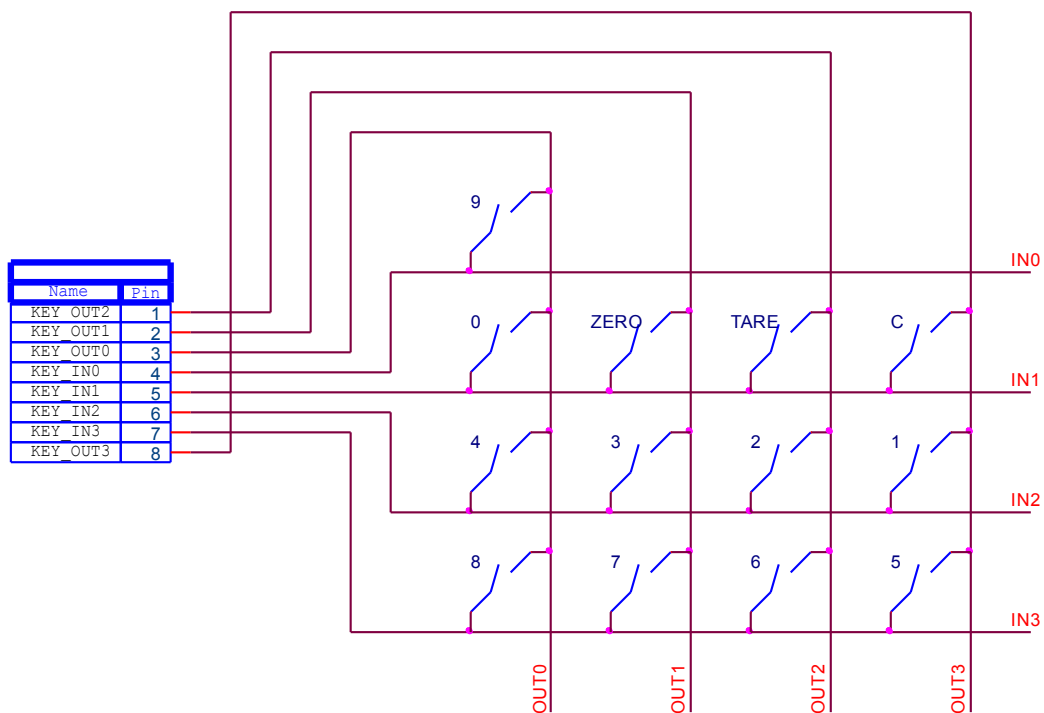 9
IN0
Name Pin
KEY_OUT2 1
KEY_OUT1 2
KEY_OUT0 3
KEY_IN0 4
KEY_IN1 5
KEY_IN2 6
KEY_IN3 7
KEY_OUT3 8
0 ZERO TARE C
IN1
4 3 2 1
IN2
8 7 6 5
IN3
OUT0 OUT1 OUT2 OUT3